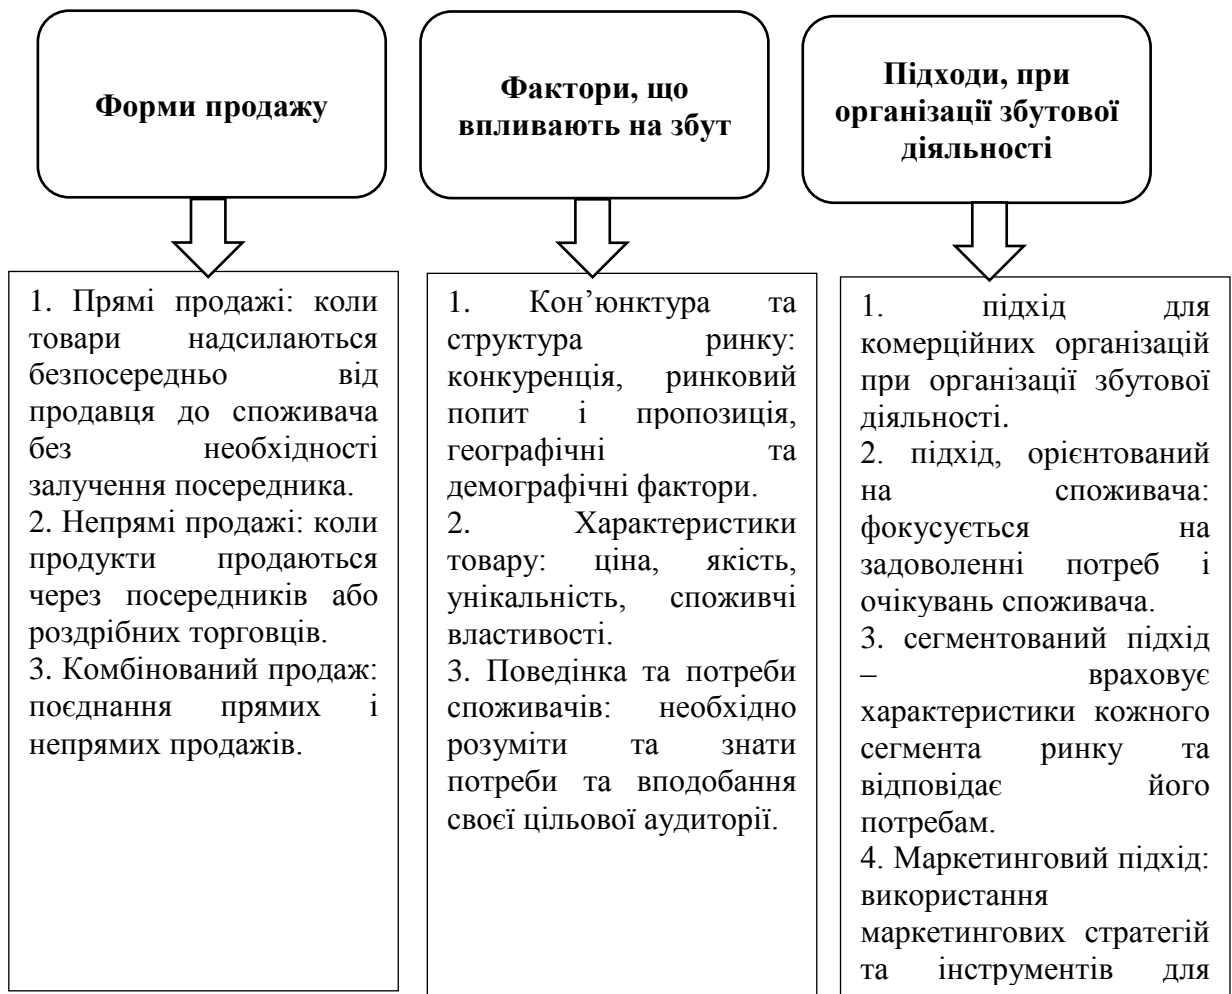 Форми продажу
Фактори, що
впливають на збут
Підходи, при
організації збутової
діяльності
1. Прямі продажі: коли
товари надсилаються
безпосередньо від
продавця до споживача
без необхідності
залучення посередника.
2. Непрямі продажі: коли
продукти продаються
через посередників або
роздрібних торговців.
3. Комбінований продаж:
поєднання прямих і
непрямих продажів.
1. Кон’юнктура та
структура ринку:
конкуренція, ринковий
попит і пропозиція,
географічні та
демографічні фактори.
2. Характеристики
товару: ціна, якість,
унікальність, споживчі
властивості.
3. Поведінка та потреби
споживачів: необхідно
розуміти та знати
потреби та вподобання
своєї цільової аудиторії.
1. підхід для
комерційних організацій
при організації збутової
діяльності.
2. підхід, орієнтований
на споживача:
фокусується на
задоволенні потреб і
очікувань споживача.
3. сегментований підхід
– враховує
характеристики кожного
сегмента ринку та
відповідає його
потребам.
4. Маркетинговий підхід:
використання
маркетингових стратегій
та інструментів для